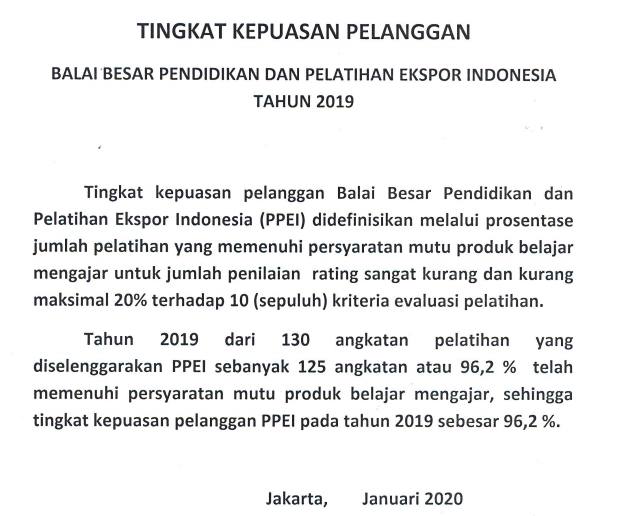 TINGKAT KEPUASAN PELANGGAN
BALAI BESAR PENDIDIKAN DAN PELATIHAN EKSPOR INDONESIA
TAHUN 2019
Tingkat kepuasan pelanggan Balai Besar Pendidikan dan
Pelatihan Ekspor Indonesia (PPEI) didefinisikan melalui prosentase
jumlah pelatihan yang memenuhi persyaratan mutu produk belajar
mengajar untuk jumlah penilaian rating sangat kurang dan kurang
maksimal 20% terhadap 10 (sepuluh) kriteria evaluasi pelatihan.
Tahun 2019 dari 130 angkatan pelatihan yang
diselenggarakan PPEI sebanyak 125 angkatan atau 96,2 % telah
memenuhi persyaratan mutu produk belajar mengajar, sehingga
tingkat kepuasan pelanggan PPEI pada tahun 2019 sebesar 96,2 %.
Jakarta, Januari 2020